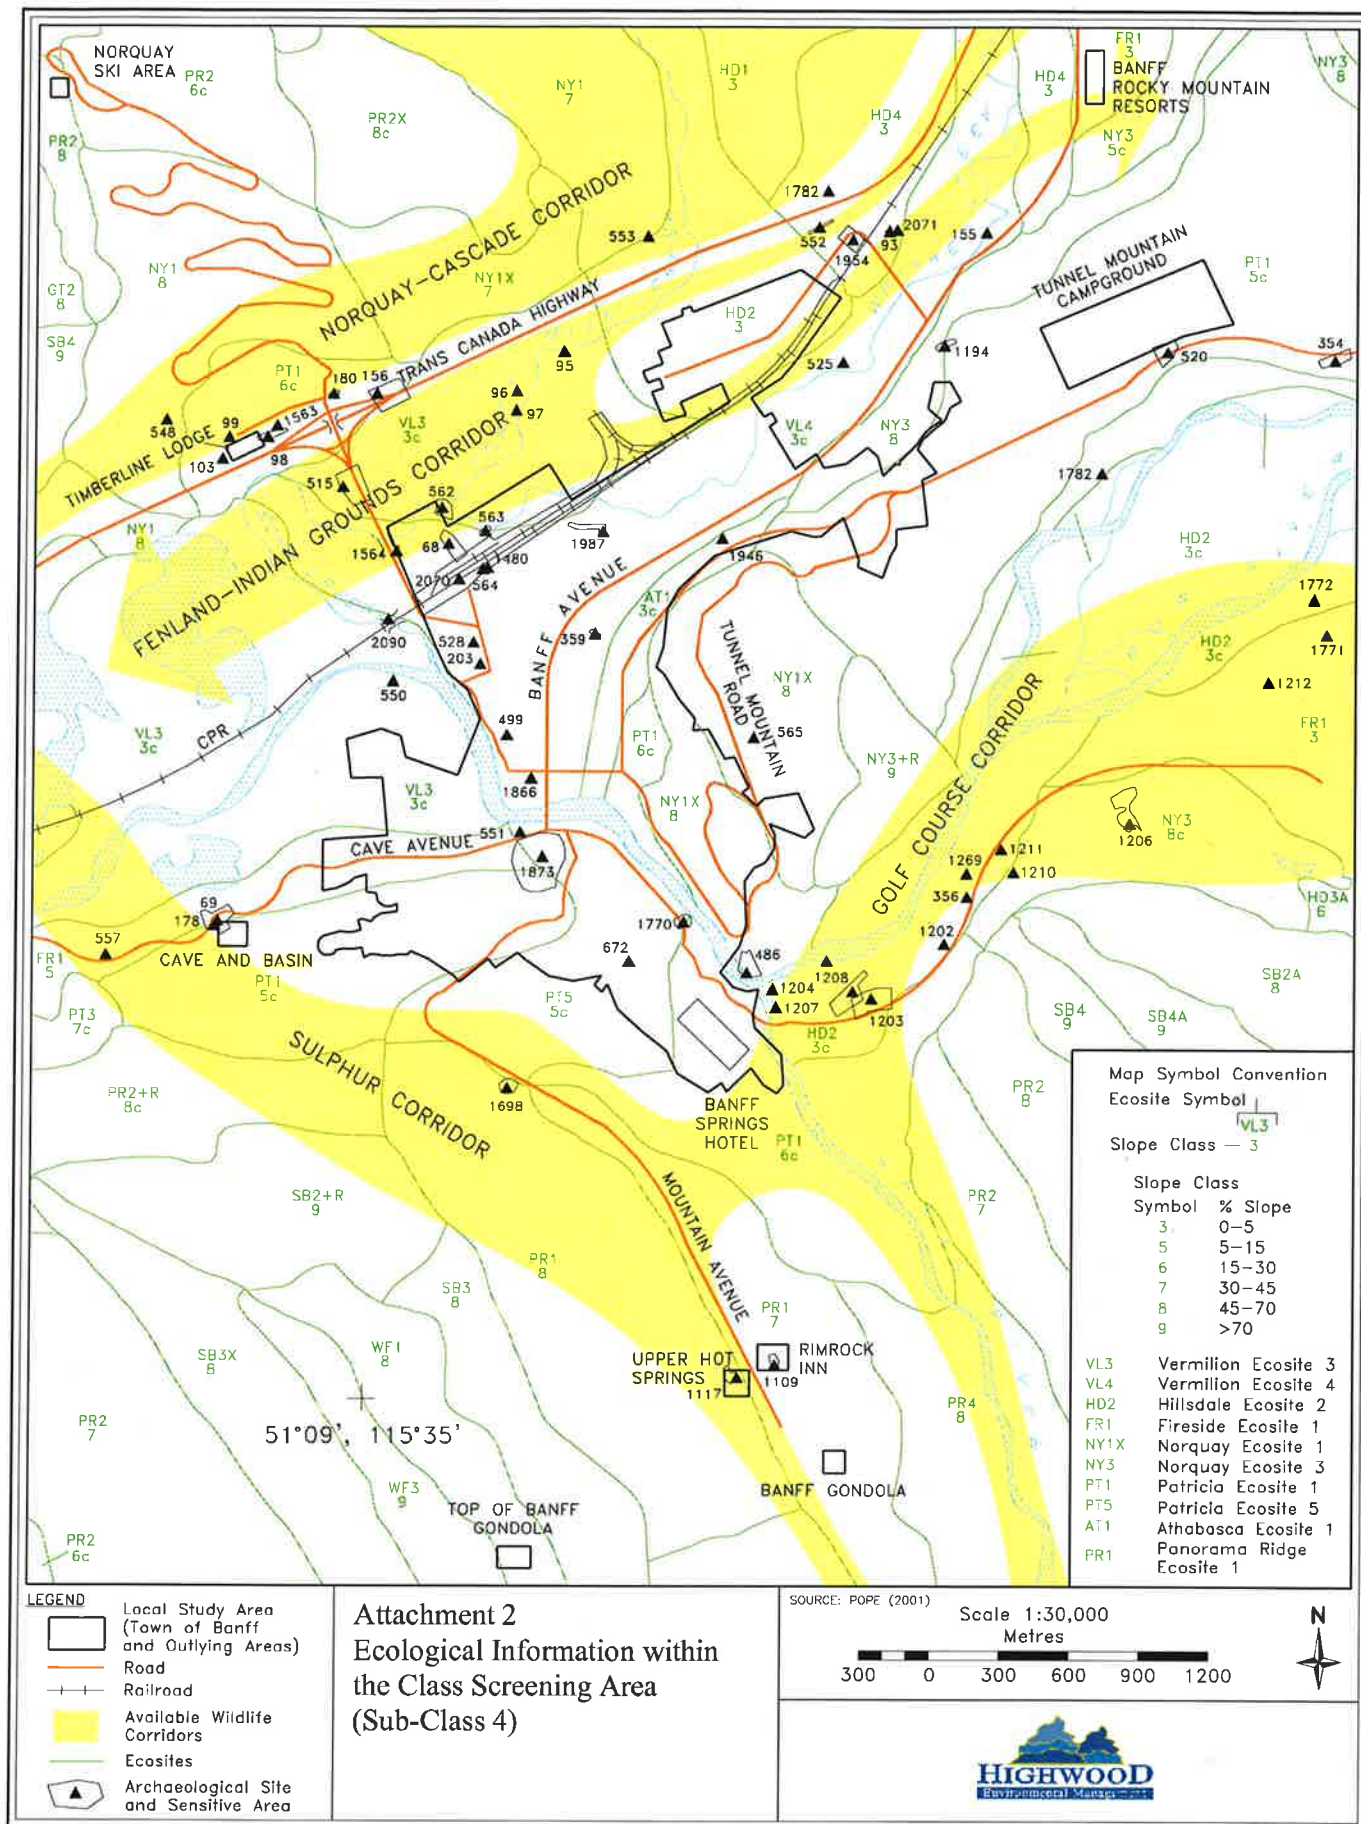 NORQUAY
SKI AREA
PR2
6c
PR2X
8c
NY1
7
HD1
3
HD4
3
HD4
3
FR1
3
NY3
8
BANFF
ROCKY MOUNTAIN
RESORTS
NY3
5c
PR2
8
NORQUAY-CASCADE CORRIDOR
1782
553
552
1954
93
2071
155
TUNNEL MOUNTAIN
CAMPGROUND
PT1
5c
NY1
8
GT2
8
SB4
9
NY1X
7
TRANS CANADA HIGHWAY
HD2
3
95
525
1194
520
354
PT1
6c
180
156
96
97
VL3
3c
VL4
3c
NY3
8
548
99
1563
98
103
TIMBERLINE LODGE
515
FENLAND-INDIAN GROUNDS CORRIDOR
562
563
68
1480
1564
2070
564
1987
1946
1782
HD2
3c
NY1
8
BANFF AVENUE
AT1
3c
359
2090
528
203
550
499
1866
TUNNEL MOUNTAIN
ROAD
TUNNEL MOUNTAIN
NY1X
8
565
PT1
6c
NY1X
8
NY3+R
9
GOLF COURSE CORRIDOR
1772
HD2
3c
1771
1212
FR1
3
VL3
3c
CPR
VL3
3c
551
CAVE AVENUE
1873
1206
NY3
8c
1211
1269
1210
356
1202
HD3A
6
69
178
557
CAVE AND BASIN
FR1
5
PT1
5c
PT3
7c
1770
672
486
1204
1207
1208
1203
PT5
5c
HD2
3c
SB2A
8
SB4
9
SB4A
9
SULPHUR CORRIDOR
PR2+R
8c
1698
BANFF
SPRINGS
HOTEL
PT1
6c
PR2
8
PR2
7
SB2+R
9
MOUNTAIN AVENUE
PR1
8
SB3
8
PR1
7
SB3X
8
WF1
8
UPPER HOT
SPRINGS
1117
RIMROCK
INN
1109
PR4
8
PR2
7
51°09', 115°35'
WF3
9
TOP OF BANFF
GONDOLA
BANFF GONDOLA
PR2
6c
Map Symbol Convention
Ecosite Symbol
VL3
Slope Class — 3
Slope Class
Symbol % Slope
3 0-5
5 5-15
6 15-30
7 30-45
8 45-70
9 >70
VL3 Vermilion Ecosite 3
VL4 Vermilion Ecosite 4
HD2 Hillsdale Ecosite 2
FR1 Fireside Ecosite 1
NY1X Norquay Ecosite 1
NY3 Norquay Ecosite 3
PT1 Patricia Ecosite 1
PT5 Patricia Ecosite 5
AT1 Athabasca Ecosite 1
PR1 Panorama Ridge
Ecosite 1
LEGEND
Local Study Area
(Town of Banff
and Outlying Areas)
Road
Railroad
Available Wildlife
Corridors
Ecosites
Archaeological Site
and Sensitive Area
Attachment 2
Ecological Information within
the Class Screening Area
(Sub-Class 4)
SOURCE: POPE (2001)
Scale 1:30,000
Metres
300 0 300 600 900 1200
N
HIGHWOOD
Environmental